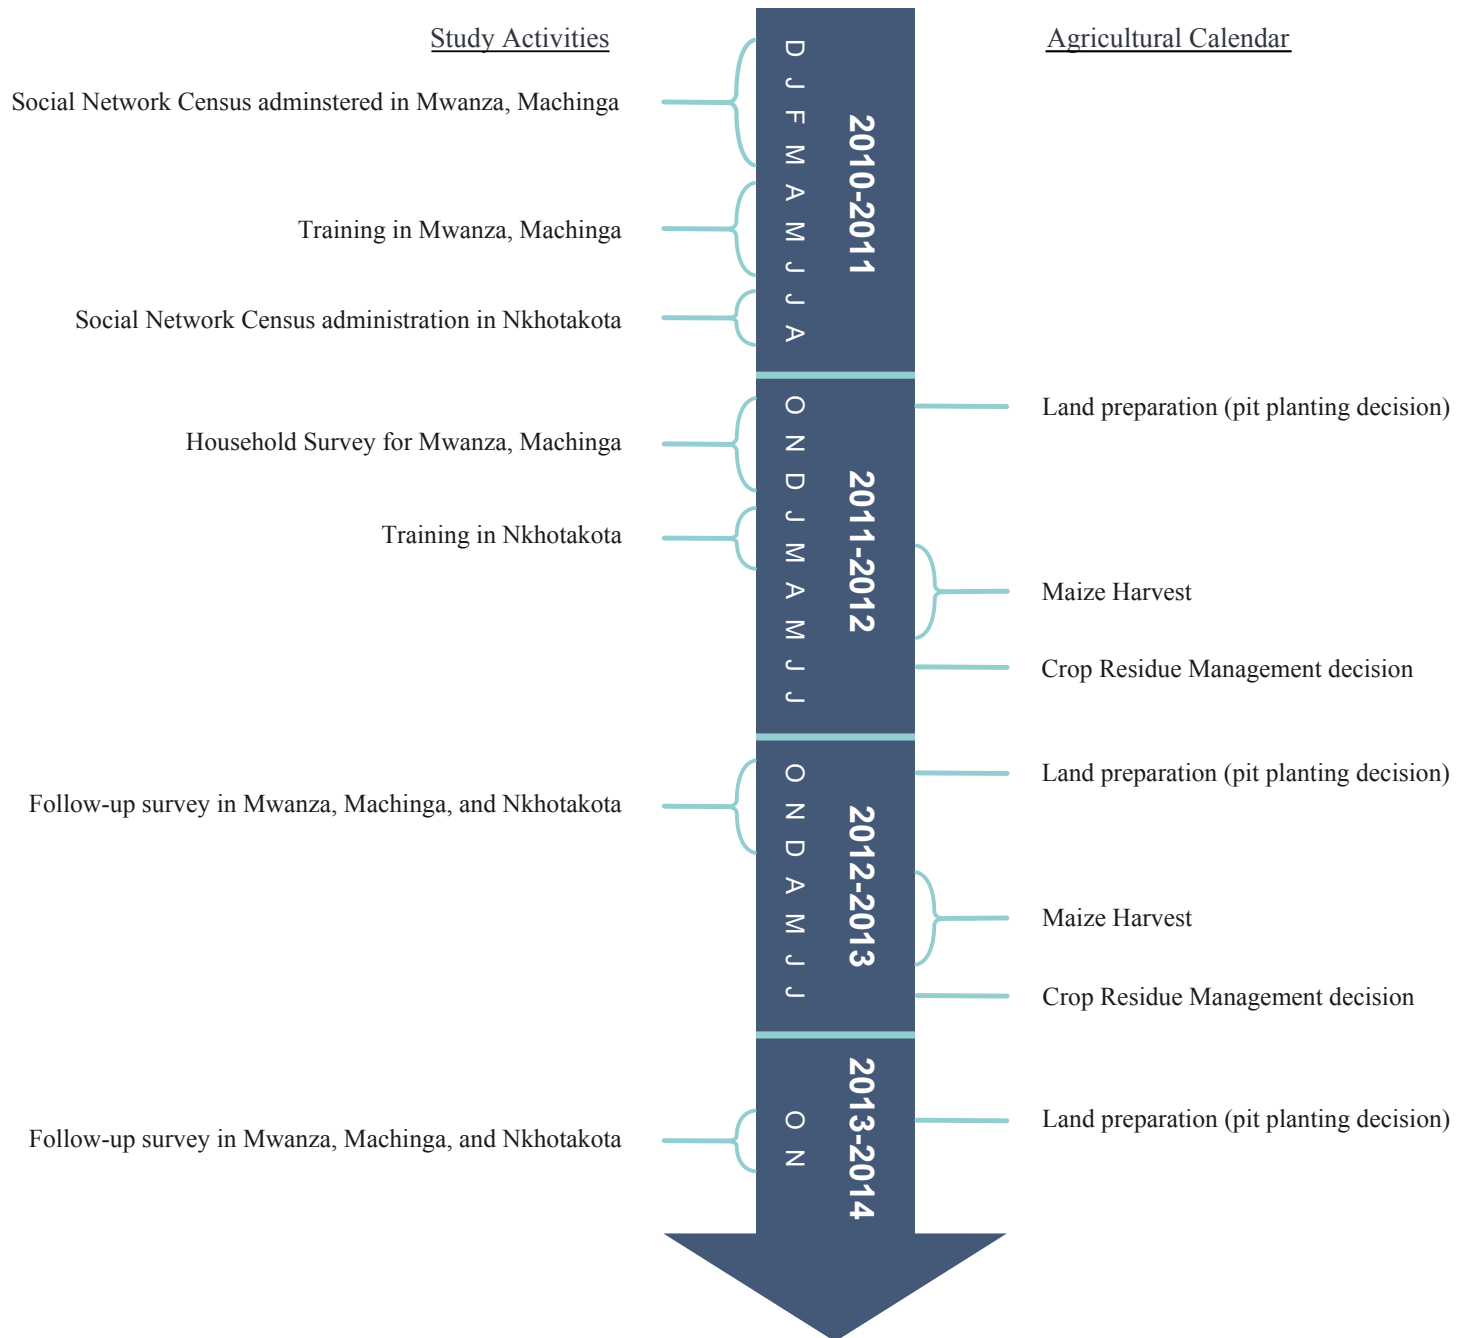 Study Activities
Agricultural Calendar
Social Network Census adminstered in Mwanza, Machinga
Training in Mwanza, Machinga
Social Network Census administration in Nkhotakota
D J F M A M J J A
2010-2011
Household Survey for Mwanza, Machinga
Training in Nkhotakota
O N D J M A M J J
2011-2012
Land preparation (pit planting decision)
Maize Harvest
Crop Residue Management decision
Follow-up survey in Mwanza, Machinga, and Nkhotakota
O N D A M J J
2012-2013
Land preparation (pit planting decision)
Maize Harvest
Crop Residue Management decision
Follow-up survey in Mwanza, Machinga, and Nkhotakota
O N
2013-2014
Land preparation (pit planting decision)